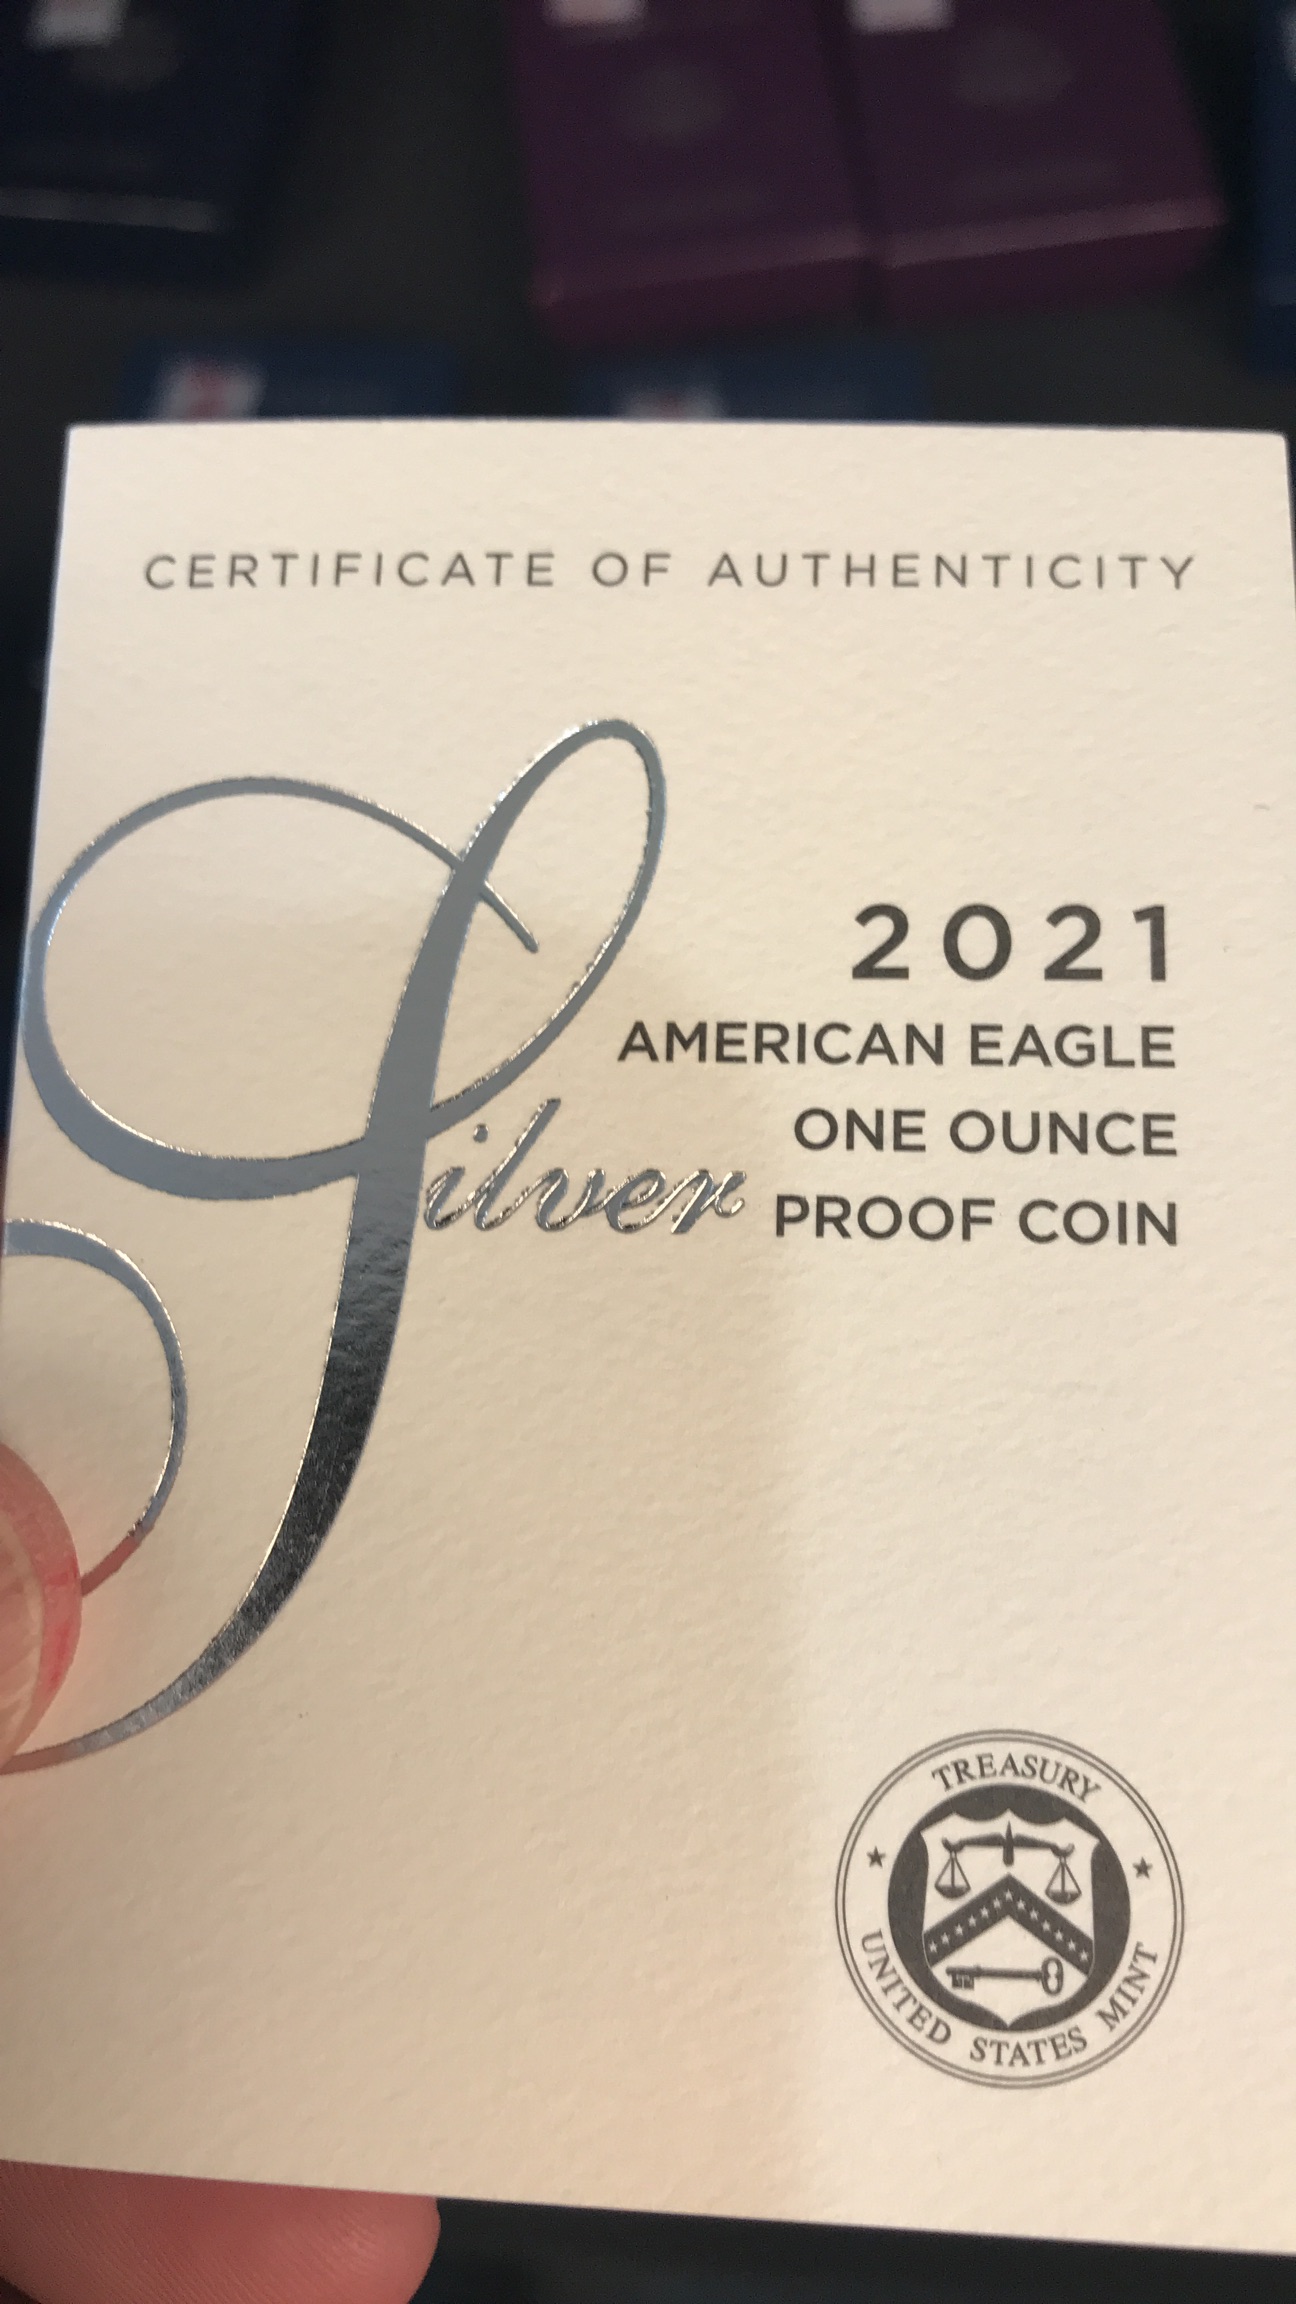 CERTIFICATE OF AUTHENTICITY
2021
AMERICAN EAGLE
ONE OUNCE
Silver PROOF COIN
TREASURY
UNITED STATES MINT